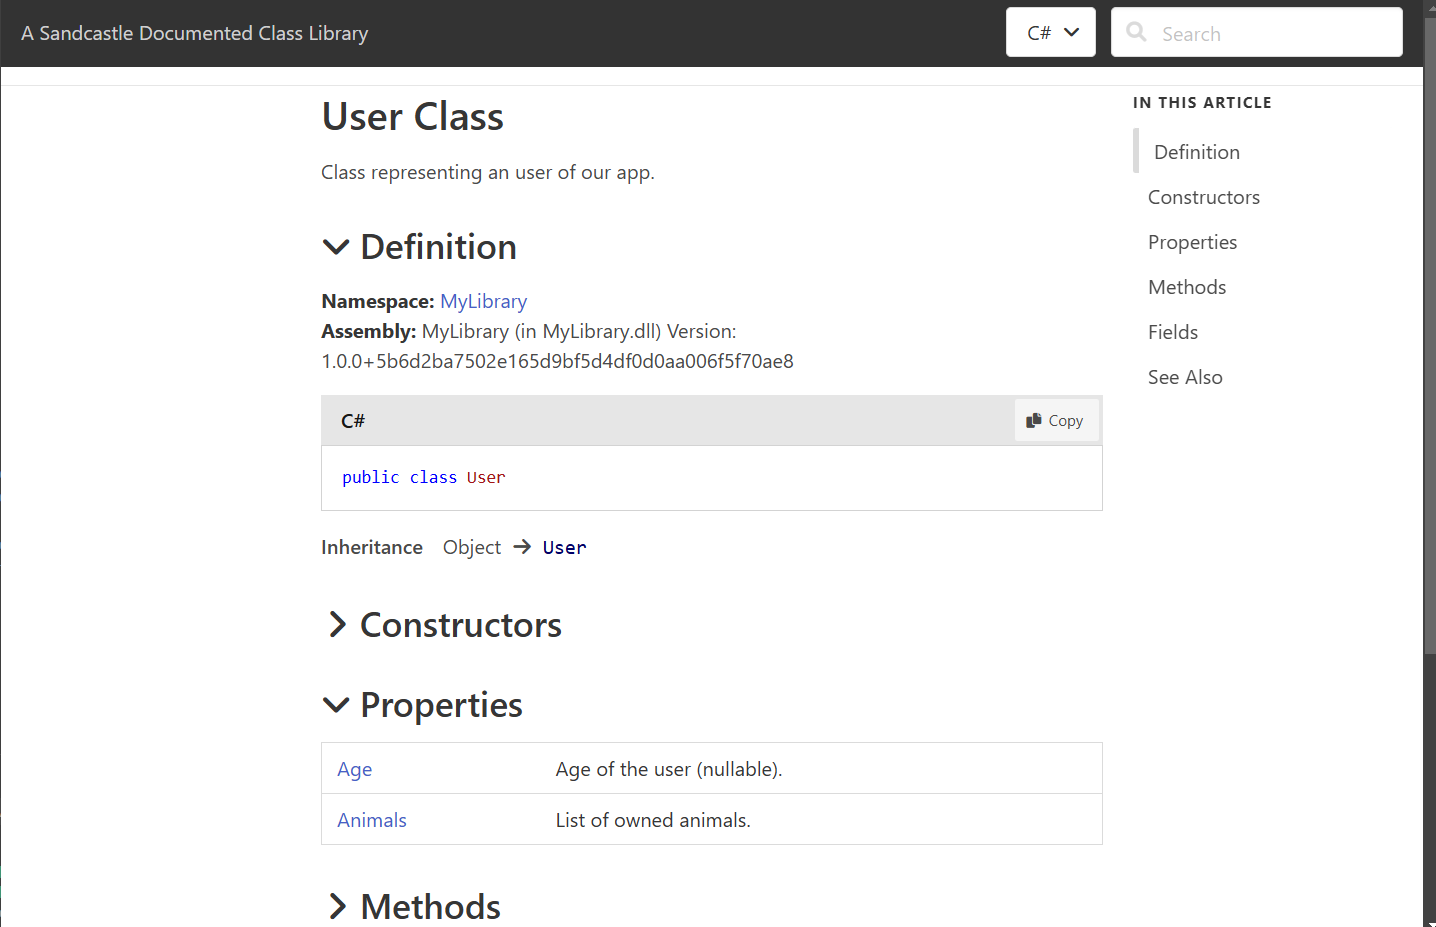 A Sandcastle Documented Class Library
C#
Search
User Class
Class representing an user of our app.
Definition
Namespace: MyLibrary
Assembly: MyLibrary (in MyLibrary.dll) Version:
1.0.0+5b6d2ba7502e165d9bf5d4df0d0aa006f5f70ae8
C#
Copy
public class User
Inheritance Object → User
Constructors
Properties
Age Age of the user (nullable).
Animals List of owned animals.
Methods
IN THIS ARTICLE
Definition
Constructors
Properties
Methods
Fields
See Also